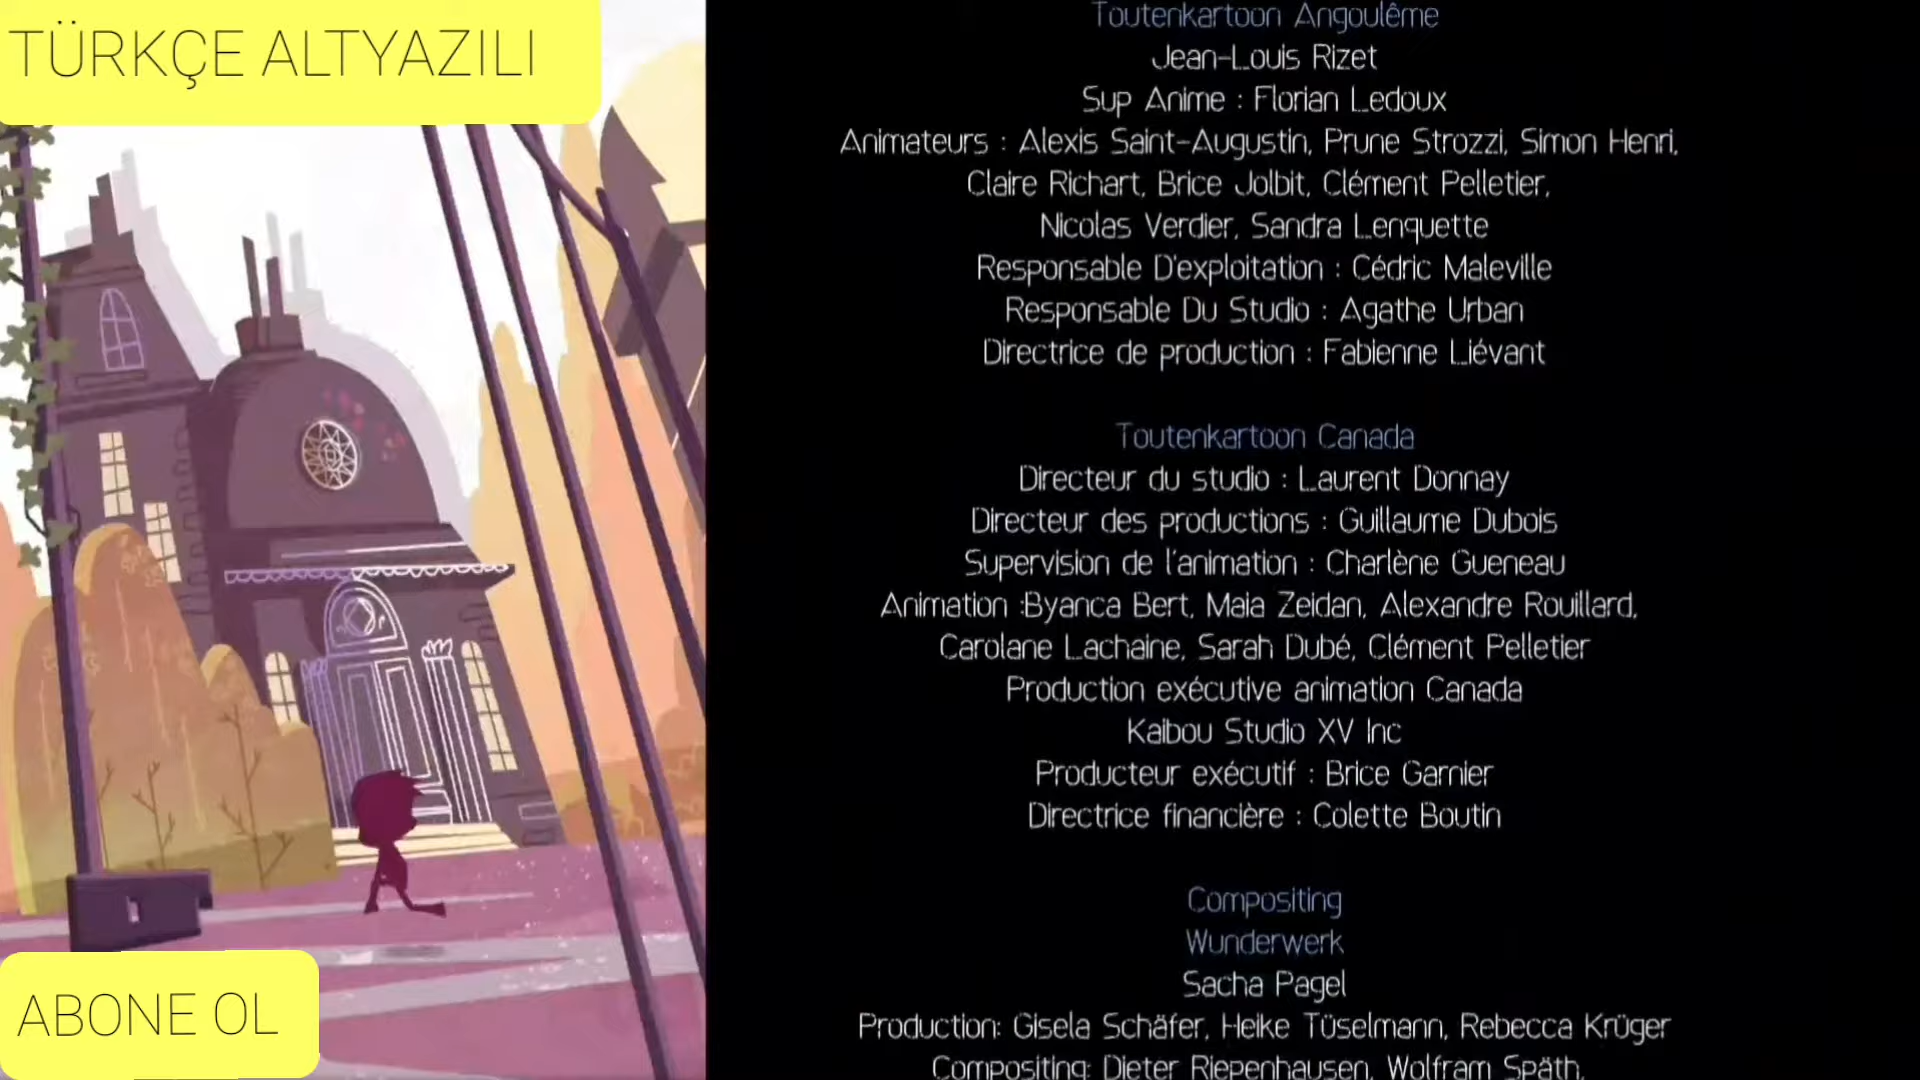 TÜRKÇE ALTYAZILI
Toutenkartoon Angoulême
Jean-Louis Rizet
Sup Anime : Florian Ledoux
Animateurs : Alexis Saint-Augustin, Prune Strozzi, Simon Henri,
Claire Richart, Brice Jolbit, Clément Pelletier,
Nicolas Verdier, Sandra Lenquette
Responsable D'exploitation : Cédric Maleville
Responsable Du Studio : Agathe Urban
Directrice de production : Fabienne Liévant
Toutenkartoon Canada
Directeur du studio : Laurent Donnay
Directeur des productions : Guillaume Dubois
Supervision de l'animation : Charlène Gueneau
Animation :Byanca Bert, Maia Zeidan, Alexandre Rouillard,
Carolane Lachaine, Sarah Dubé, Clément Pelletier
Production exécutive animation Canada
Kaibou Studio XV Inc
Producteur exécutif : Brice Garnier
Directrice financière : Colette Boutin
Compositing
Wunderwerk
Sacha Pagel
Production: Gisela Schäfer, Heike Tüselmann, Rebecca Krüger
Compositing: Dieter Riepenhausen, Wolfram Späth,
ABONE OL